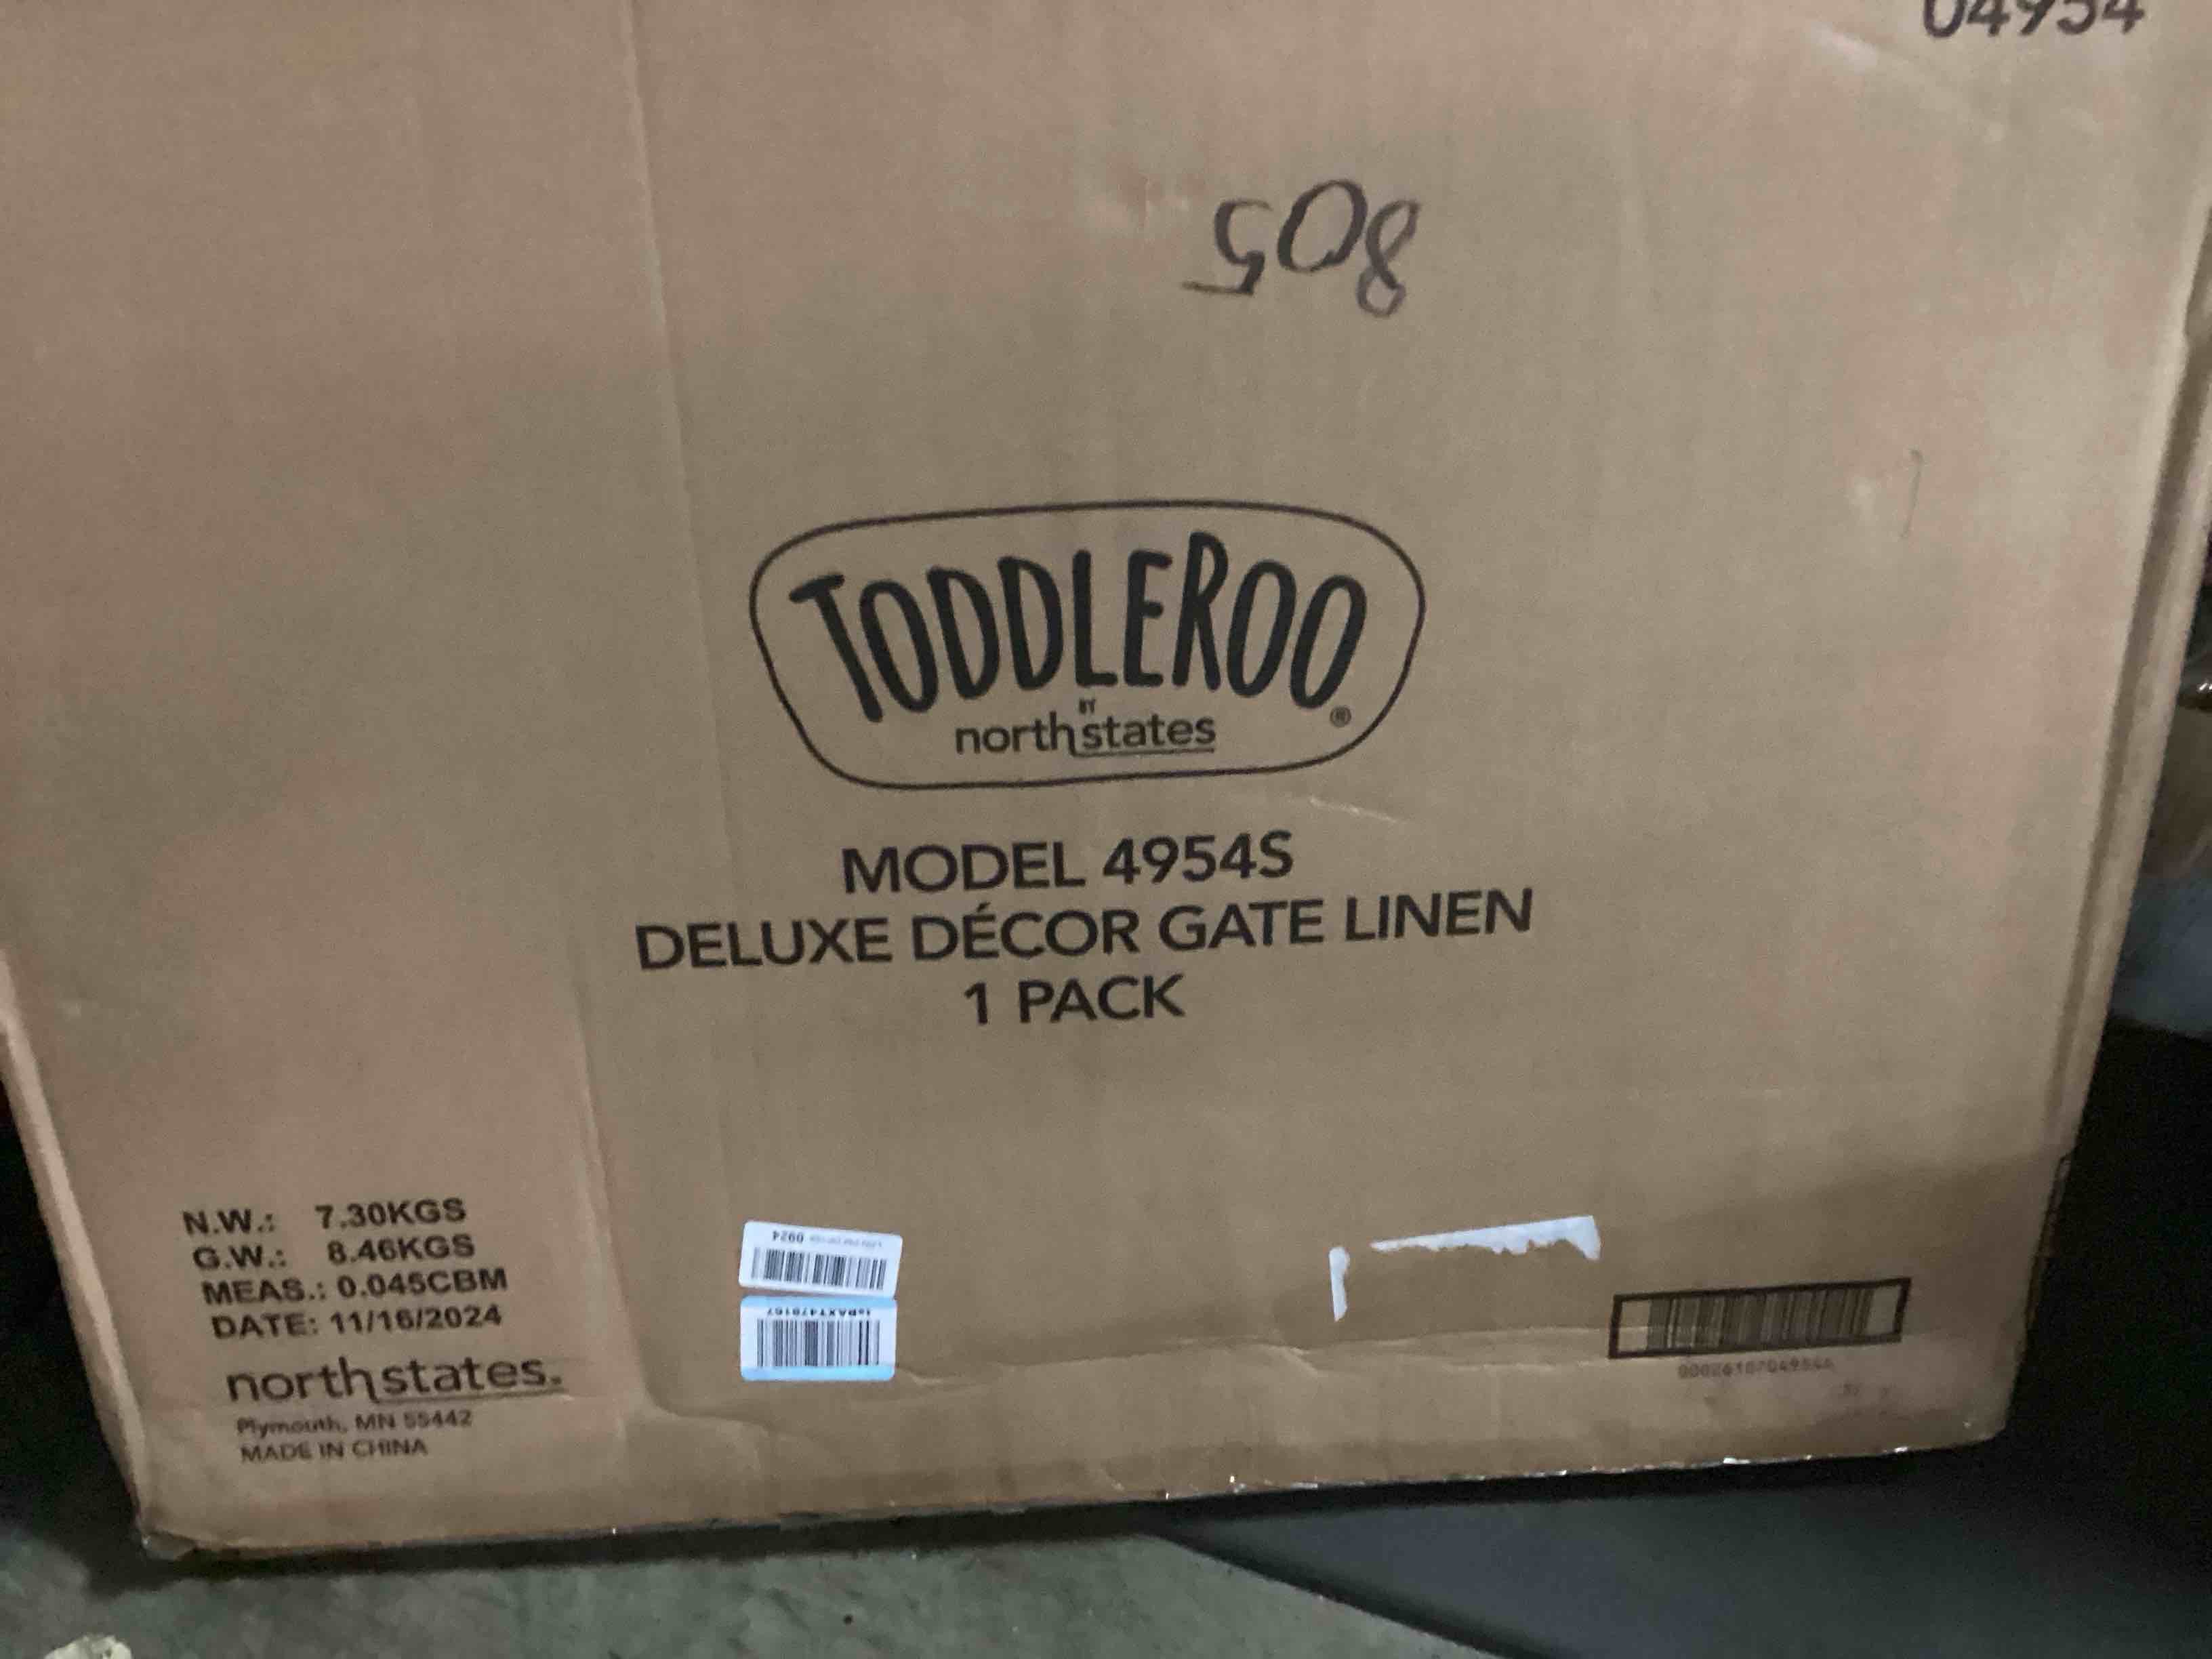 04954
805
TODDLEROO
BY
northstates
®
MODEL 4954S
DELUXE DÉCOR GATE LINEN
1 PACK
N.W.: 7.30KGS
G.W.: 8.46KGS
MEAS.: 0.045CBM
DATE: 11/16/2024
northstates.
Plymouth, MN 55442
MADE IN CHINA
0924